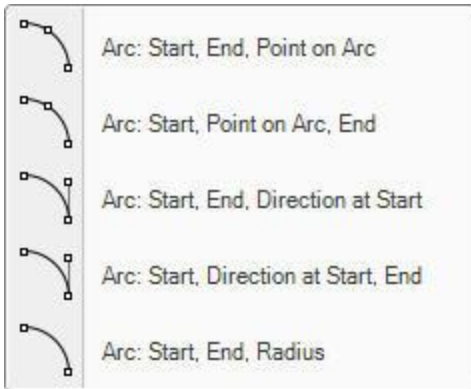 Arc: Start, End, Point on Arc
Arc: Start, Point on Arc, End
Arc: Start, End, Direction at Start
Arc: Start, Direction at Start, End
Arc: Start, End, Radius